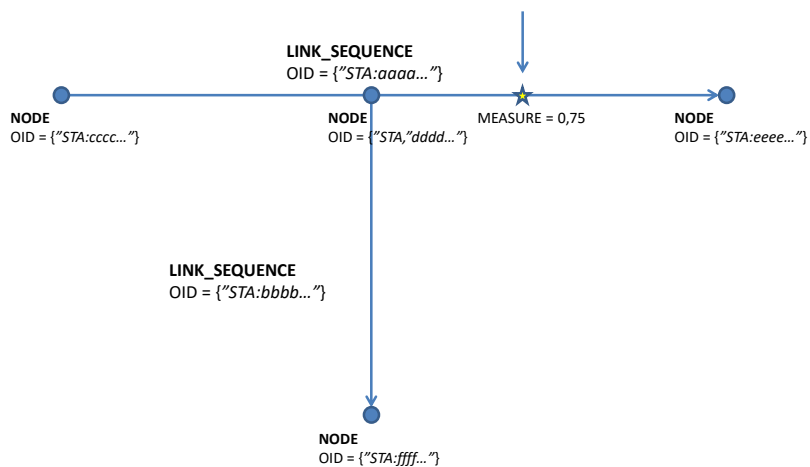 LINK_SEQUENCE
OID = {"STA:aaaa…"}
NODE
OID = {"STA:cccc…"}
NODE
OID = {"STA,"dddd…"}
MEASURE = 0,75
NODE
OID = {"STA:eeee…"}
LINK_SEQUENCE
OID = {"STA:bbbb…"}
NODE
OID = {"STA:ffff…"}